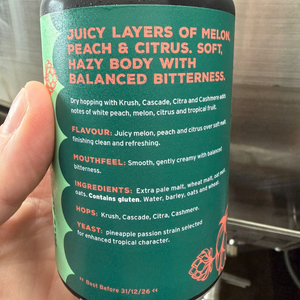 JUICY LAYERS OF MELON,
PEACH & CITRUS. SOFT,
HAZY BODY WITH
BALANCED BITTERNESS.
Dry hopping with Krush, Cascade, Citra and Cashmere adds
notes of white peach, melon, citrus and tropical fruit.
FLAVOUR: Juicy melon, peach and citrus over soft malt,
finishing clean and refreshing.
MOUTHFEEL: Smooth, gently creamy with balanced
bitterness.
INGREDIENTS: Extra pale malt, wheat malt, oat malt,
oats. Contains gluten. Water, barley, oats and wheat.
HOPS: Krush, Cascade, Citra, Cashmere.
YEAST: pineapple passion strain selected
for enhanced tropical character.
Best Before 31/12/26